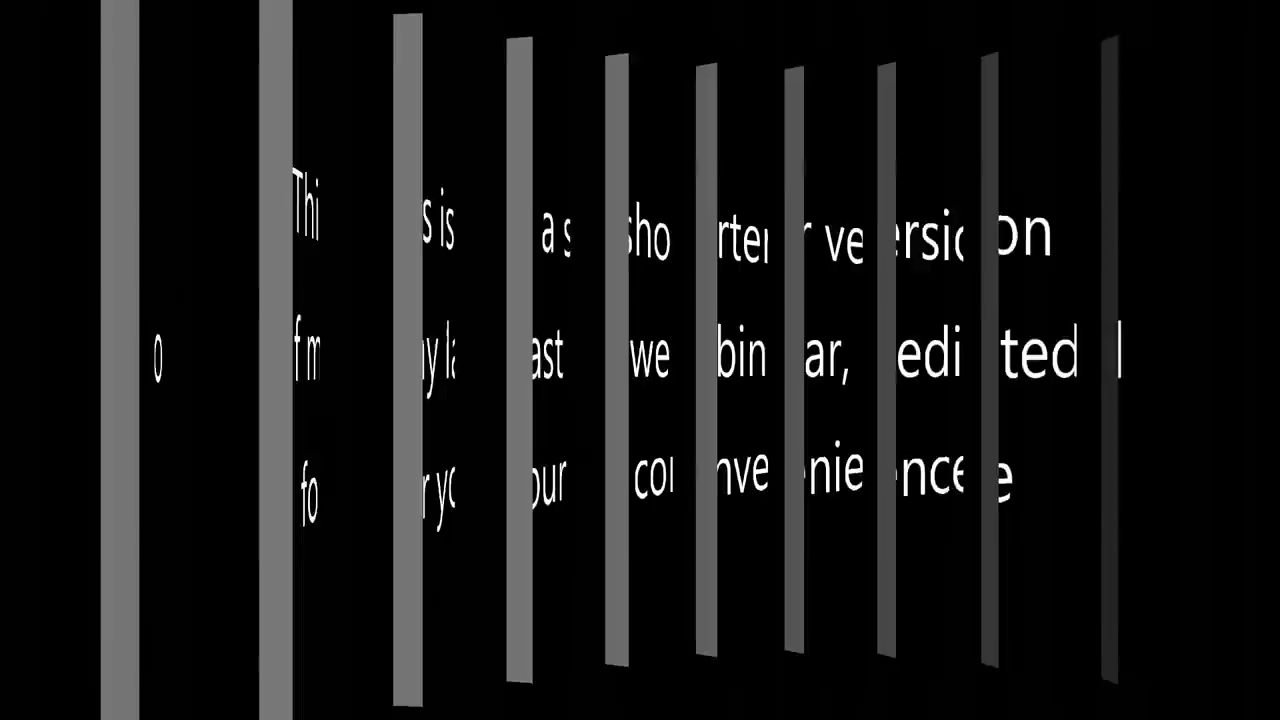 This is a shorter version
of my last webinar, edited
for your convenience